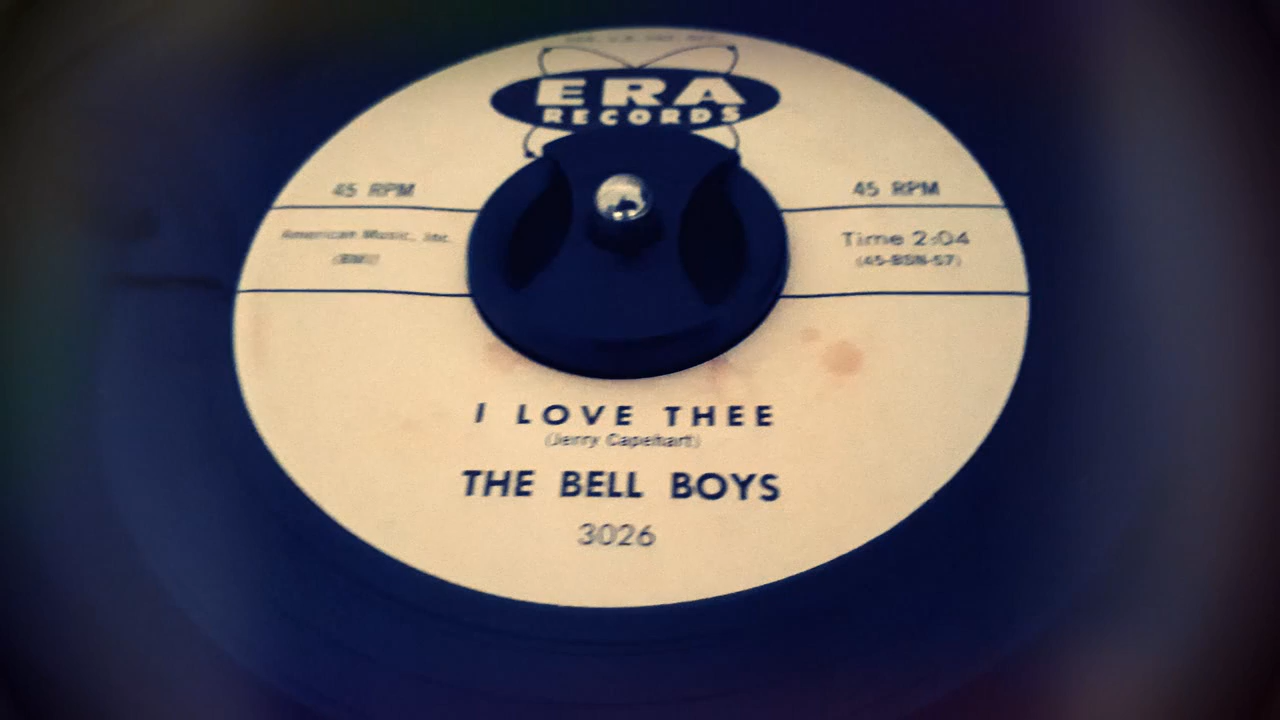 ERA
RECORDS
45 RPM
45 RPM
American Music, Inc.
(BMI)
Time 2:04
(45-BSN-57)
I LOVE THEE
(Jerry Capehart)
THE BELL BOYS
3026